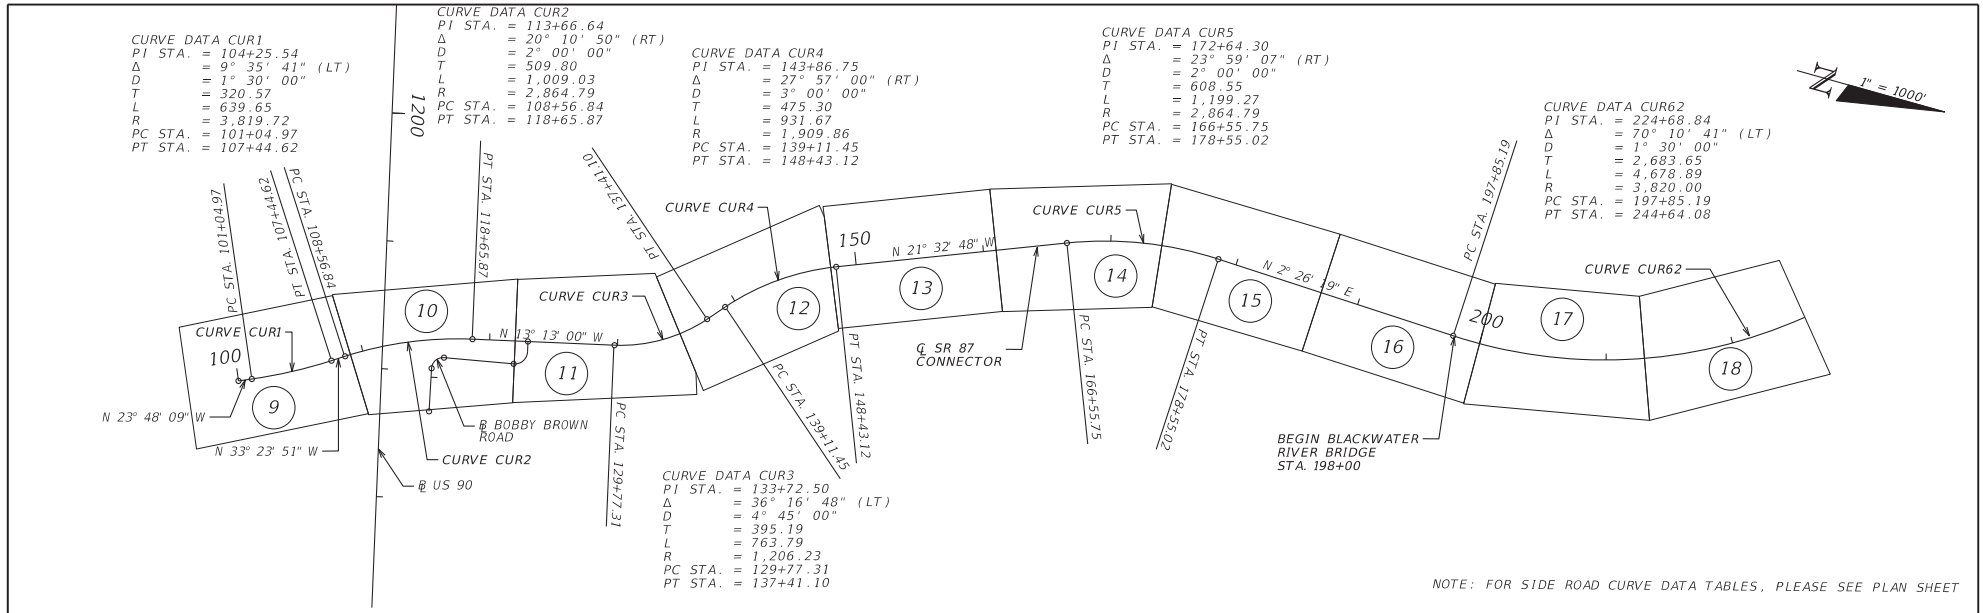 CURVE DATA CUR1
PI STA. = 104+25.54
Δ = 9° 35' 41" (LT)
D = 1° 30' 00"
T = 320.57
L = 639.65
R = 3,819.72
PC STA. = 101+04.97
PT STA. = 107+44.62
CURVE DATA CUR2
PI STA. = 113+66.64
Δ = 20° 10' 50" (RT)
D = 2° 00' 00"
T = 509.80
L = 1,009.03
R = 2,864.79
PC STA. = 108+56.84
PT STA. = 118+65.87
CURVE DATA CUR4
PI STA. = 143+86.75
Δ = 27° 57' 00" (RT)
D = 3° 00' 00"
T = 475.30
L = 931.67
R = 1,909.86
PC STA. = 139+11.45
PT STA. = 148+43.12
CURVE DATA CUR5
PI STA. = 172+64.30
Δ = 23° 59' 07" (RT)
D = 2° 00' 00"
T = 608.55
L = 1,199.27
R = 2,864.79
PC STA. = 166+55.75
PT STA. = 178+55.02
CURVE DATA CUR62
PI STA. = 224+68.84
Δ = 70° 10' 41" (LT)
D = 1° 30' 00"
T = 2,683.65
L = 4,678.89
R = 3,820.00
PC STA. = 197+85.19
PT STA. = 244+64.08
N
1" = 1000'
1200
PC STA. 101+04.97
PT STA. 107+44.62
PC STA. 108+56.84
PT STA. 118+65.87
PT STA. 137+41.10
PC STA. 197+85.19
CURVE CUR4
CURVE CUR5
CURVE CUR62
CURVE CUR3
CURVE CUR1
100
150
200
N 21° 32' 48" W
N 2° 26' 19" E
N 13° 13' 00" W
9
10
11
12
13
14
15
16
17
18
℄ SR 87
CONNECTOR
N 23° 48' 09" W
N 33° 23' 51" W
BL BOBBY BROWN
ROAD
CURVE CUR2
BL US 90
PC STA. 129+77.31
PC STA. 139+11.45
PT STA. 148+43.12
PC STA. 166+55.75
PT STA. 178+55.02
BEGIN BLACKWATER
RIVER BRIDGE
STA. 198+00
CURVE DATA CUR3
PI STA. = 133+72.50
Δ = 36° 16' 48" (LT)
D = 4° 45' 00"
T = 395.19
L = 763.79
R = 1,206.23
PC STA. = 129+77.31
PT STA. = 137+41.10
NOTE: FOR SIDE ROAD CURVE DATA TABLES, PLEASE SEE PLAN SHEET